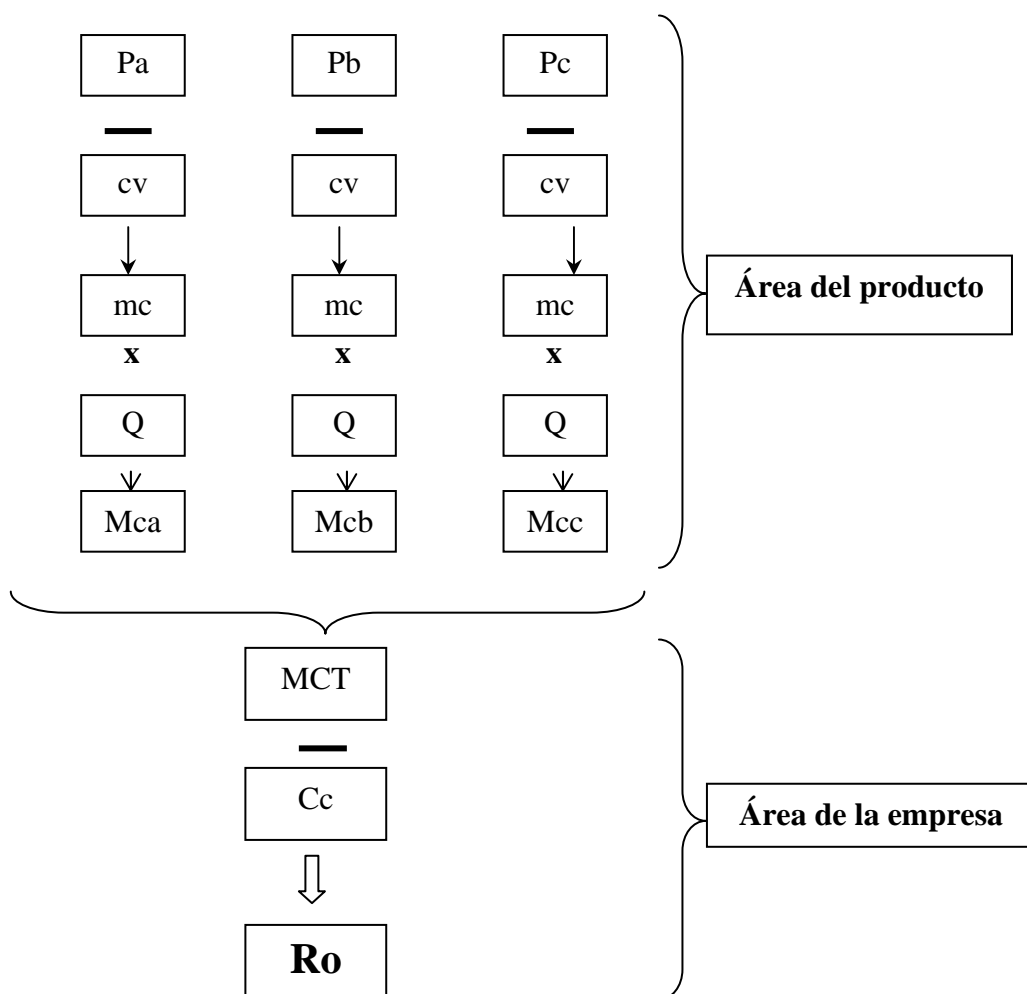 Pa Pb Pc
cv cv cv
mc mc mc
Área del producto
x x x
Q Q Q
Mca Mcb Mcc
MCT
Cc
Área de la empresa
Ro